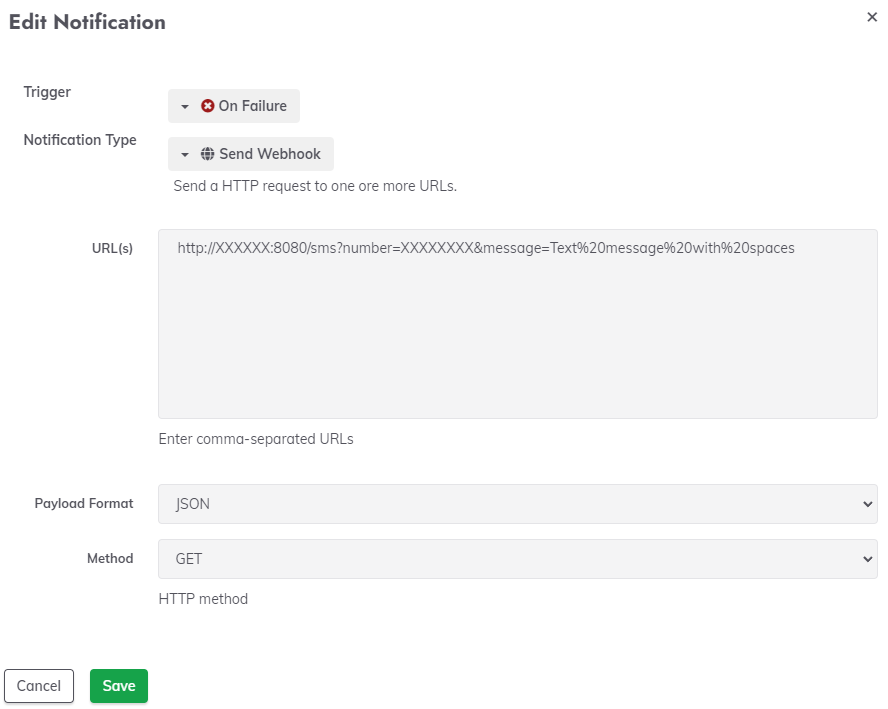 Edit Notification
×
Trigger
On Failure
Notification Type
Send Webhook
Send a HTTP request to one ore more URLs.
URL(s)
http://XXXXXX:8080/sms?number=XXXXXXXX&message=Text%20message%20with%20spaces
Enter comma-separated URLs
Payload Format
JSON
Method
GET
HTTP method
Cancel
Save